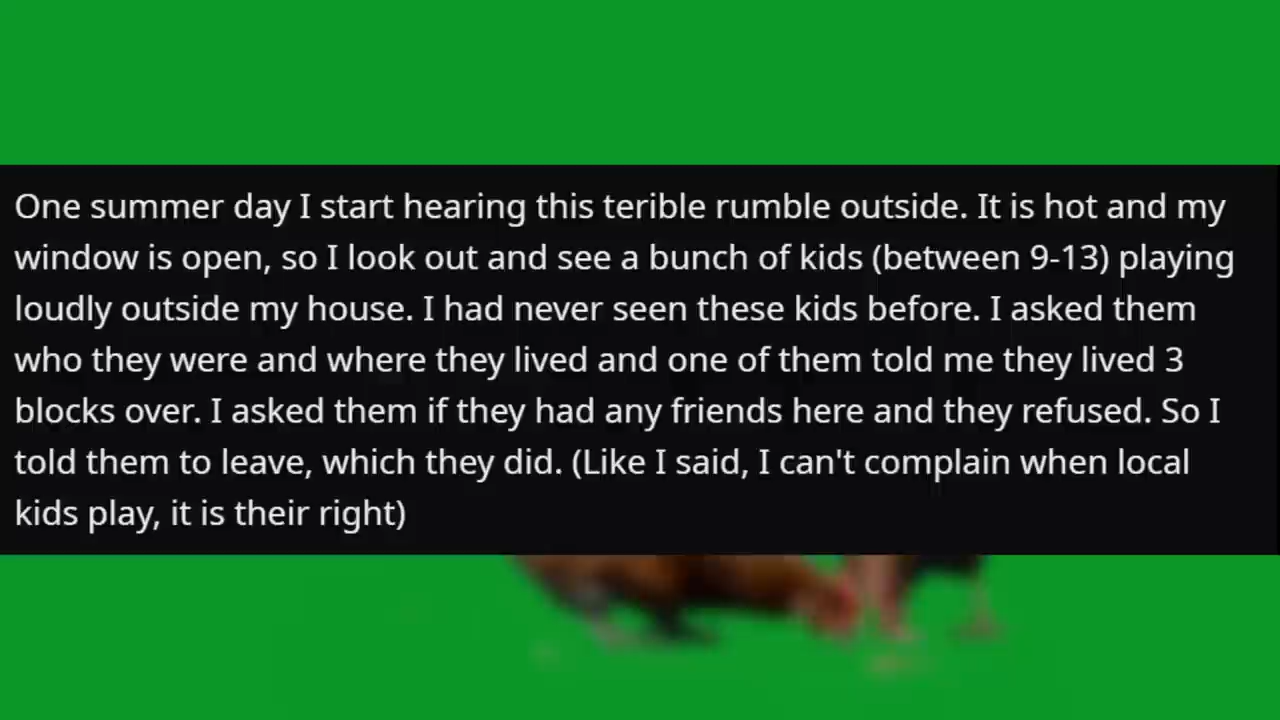 One summer day I start hearing this terible rumble outside. It is hot and my
window is open, so I look out and see a bunch of kids (between 9-13) playing
loudly outside my house. I had never seen these kids before. I asked them
who they were and where they lived and one of them told me they lived 3
blocks over. I asked them if they had any friends here and they refused. So I
told them to leave, which they did. (Like I said, I can't complain when local
kids play, it is their right)